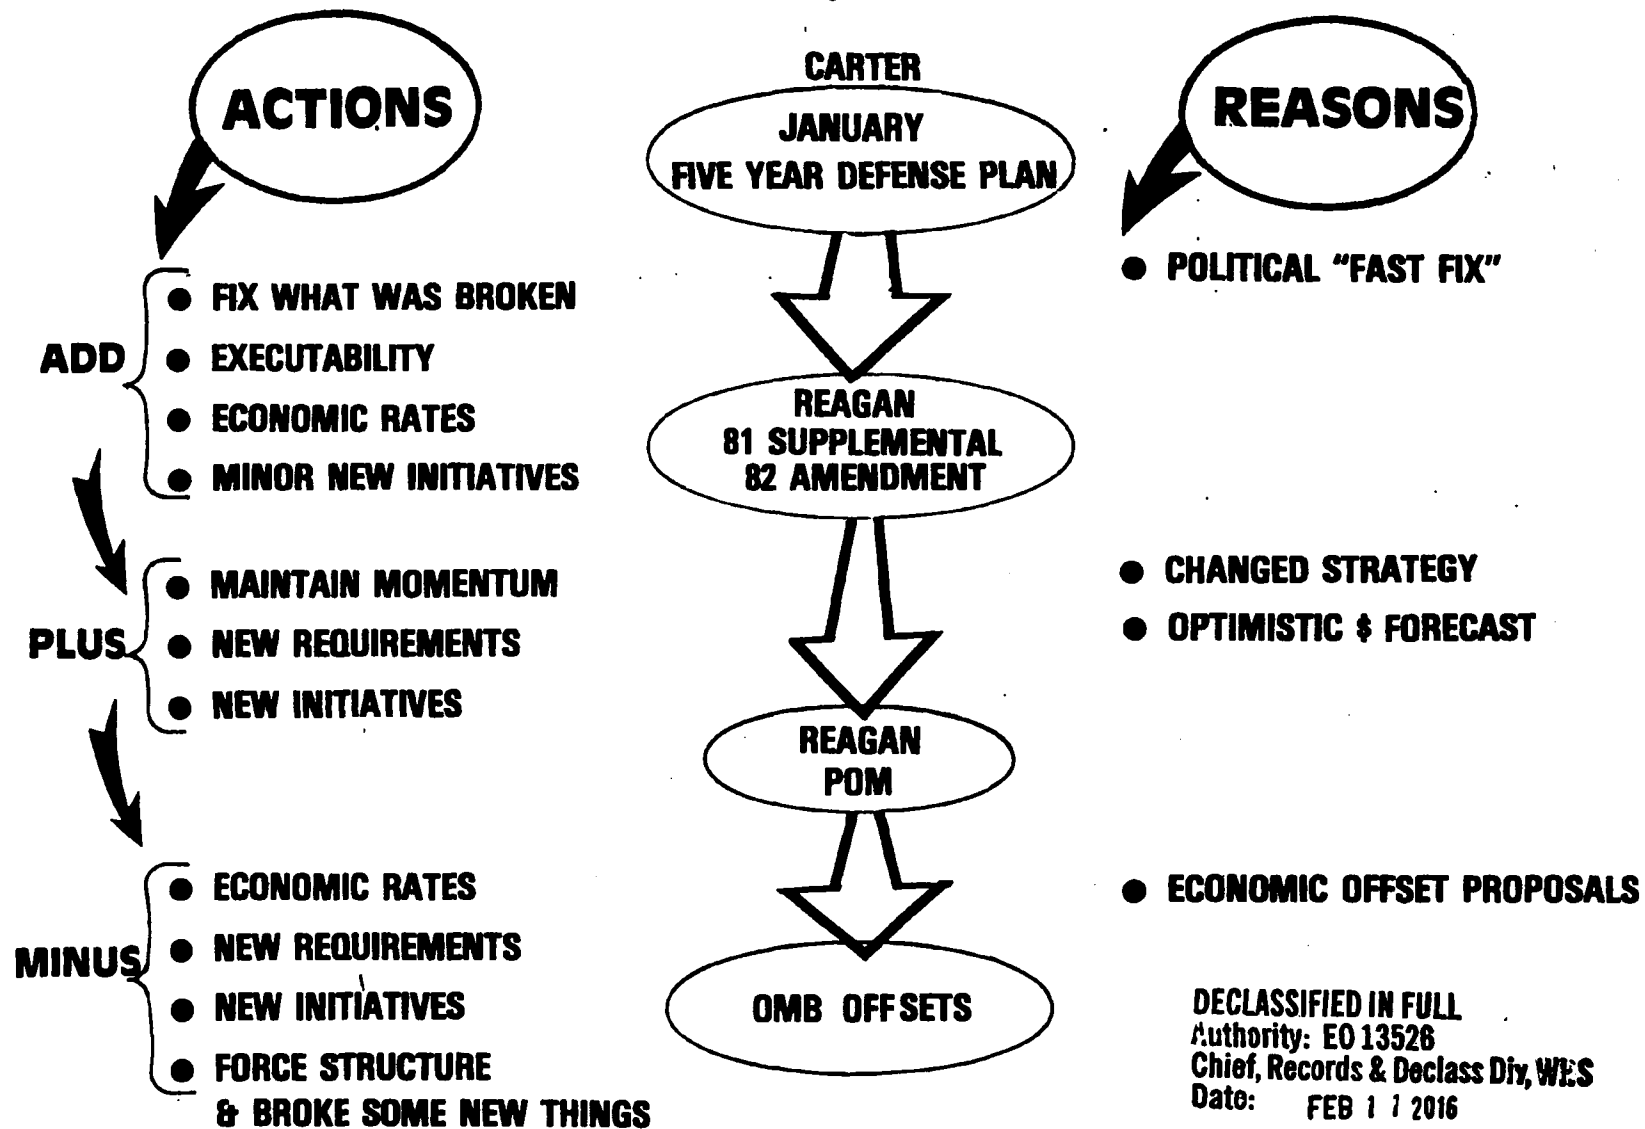 ACTIONS
ADD
● FIX WHAT WAS BROKEN
● EXECUTABILITY
● ECONOMIC RATES
● MINOR NEW INITIATIVES
PLUS
● MAINTAIN MOMENTUM
● NEW REQUIREMENTS
● NEW INITIATIVES
MINUS
● ECONOMIC RATES
● NEW REQUIREMENTS
● NEW INITIATIVES
● FORCE STRUCTURE
& BROKE SOME NEW THINGS
CARTER
JANUARY
FIVE YEAR DEFENSE PLAN
REAGAN
81 SUPPLEMENTAL
82 AMENDMENT
REAGAN
POM
OMB OFFSETS
REASONS
● POLITICAL "FAST FIX"
● CHANGED STRATEGY
● OPTIMISTIC $ FORECAST
● ECONOMIC OFFSET PROPOSALS
DECLASSIFIED IN FULL
Authority: EO 13526
Chief, Records & Declass Div, WHS
Date: FEB 1 7 2016